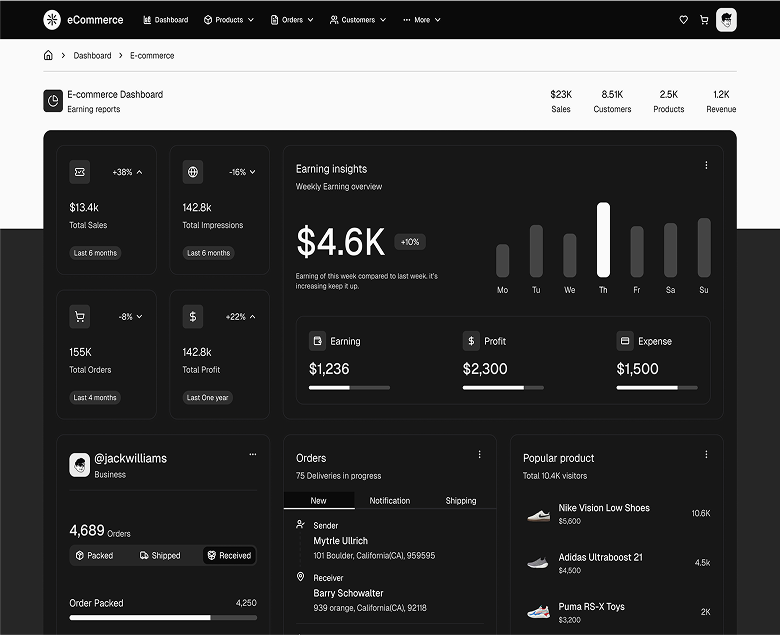 eCommerce Dashboard Products Orders Customers More
Dashboard E-commerce
E-commerce Dashboard
Earning reports
$23K 8.51K 2.5K 1.2K
Sales Customers Products Revenue
+38%
$13.4k
Total Sales
Last 6 months
-16%
142.8k
Total Impressions
Last 6 months
-8%
155K
Total Orders
Last 4 months
+22%
142.8k
Total Profit
Last One year
Earning insights
Weekly Earning overview
$4.6K +10%
Earning of this week compared to last week. it's
increasing keep it up.
Mo Tu We Th Fr Sa Su
Earning
$1,236
Profit
$2,300
Expense
$1,500
@jackwilliams
Business
4,689 Orders
Packed Shipped Received
Order Packed 4,250
Orders
75 Deliveries in progress
New Notification Shipping
Sender
Myrtle Ullrich
101 Boulder, California(CA), 959595
Receiver
Barry Schowalter
939 orange, California(CA), 92118
Popular product
Total 10.4K visitors
Nike Vision Low Shoes
$5,600
10.6K
Adidas Ultraboost 21
$4,500
4.5k
Puma RS-X Toys
$3,200
2K